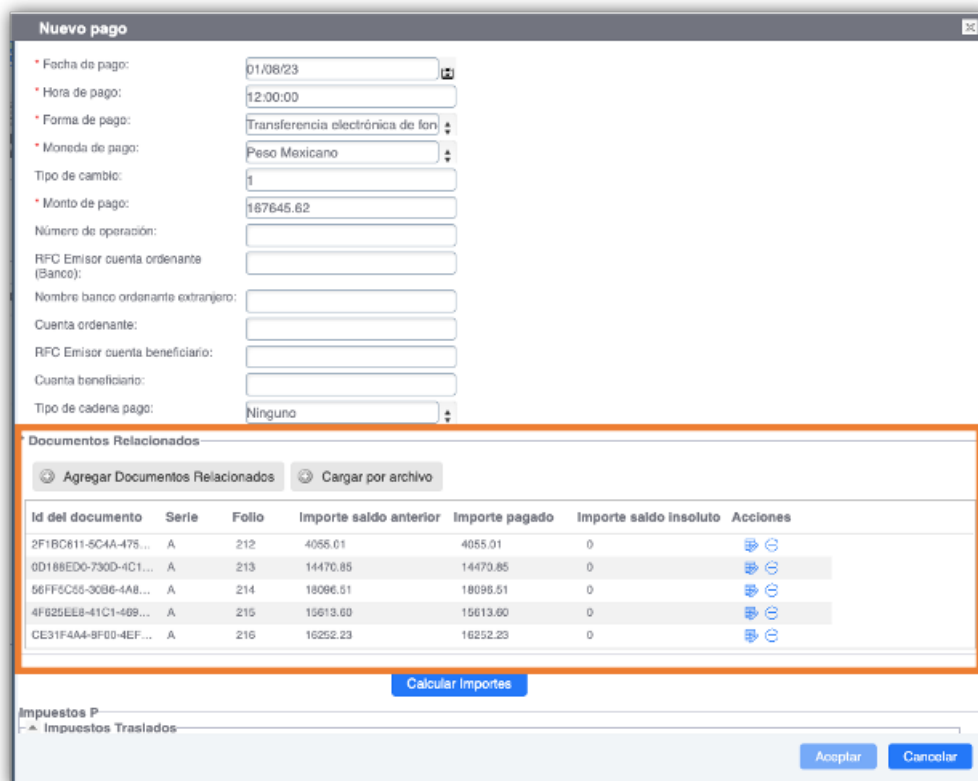 Nuevo pago
* Fecha de pago: 01/08/23
* Hora de pago: 12:00:00
* Forma de pago: Transferencia electrónica de fon
* Moneda de pago: Peso Mexicano
Tipo de cambio: 1
* Monto de pago: 167645.62
Número de operación:
RFC Emisor cuenta ordenante
(Banco):
Nombre banco ordenante extranjero:
Cuenta ordenante:
RFC Emisor cuenta beneficiario:
Cuenta beneficiario:
Tipo de cadena pago: Ninguno
* Documentos Relacionados
Agregar Documentos Relacionados Cargar por archivo
Id del documento Serie Folio Importe saldo anterior Importe pagado Importe saldo insoluto Acciones
2F1BC611-5C4A-475... A 212 4055.01 4055.01 0
0D188ED0-730D-4C1... A 213 14470.85 14470.85 0
56FF5C55-30B6-4A8... A 214 18096.51 18096.51 0
4F625EE8-41C1-469... A 215 15613.60 15613.60 0
CE31F4A4-8F00-4EF... A 216 16252.23 16252.23 0
Calcular Importes
Impuestos P
Impuestos Traslados
Aceptar Cancelar